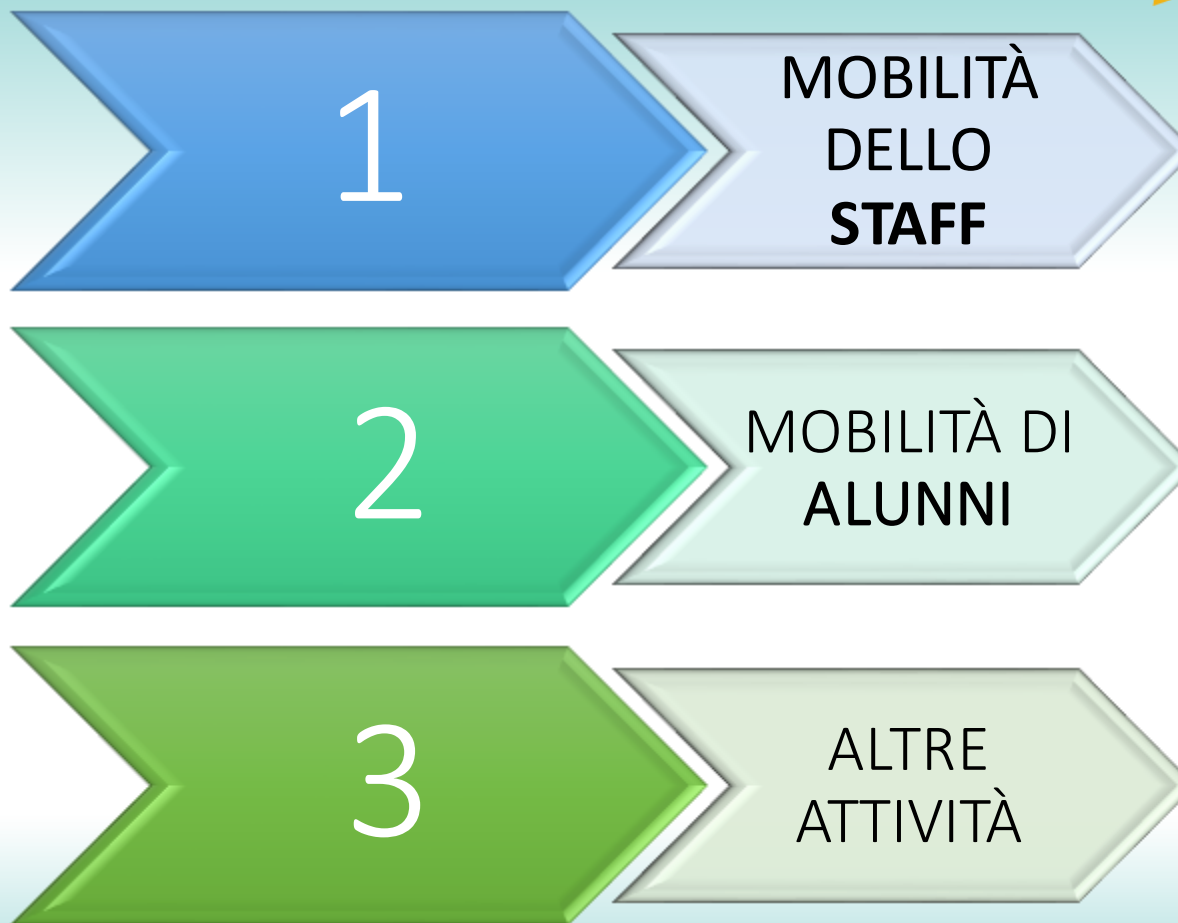 1
MOBILITÀ
DELLO
STAFF
2
MOBILITÀ DI
ALUNNI
3
ALTRE
ATTIVITÀ